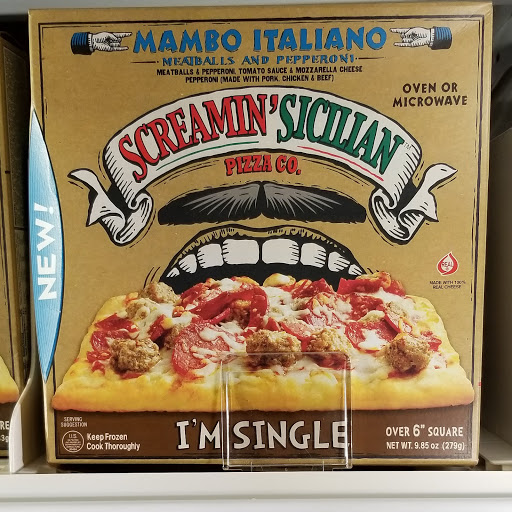 MAMBO ITALIANO
MEATBALLS AND PEPPERONI
MEATBALLS & PEPPERONI, TOMATO SAUCE & MOZZARELLA CHEESE
PEPPERONI (MADE WITH PORK, CHICKEN & BEEF)
OVEN OR
MICROWAVE
SCREAMIN' SICILIAN
PIZZA CO.
NEW!
REAL
MADE WITH 100%
REAL CHEESE
SERVING
SUGGESTION
Keep Frozen
Cook Thoroughly
I'M SINGLE
OVER 6" SQUARE
NET WT. 9.85 oz (279g)